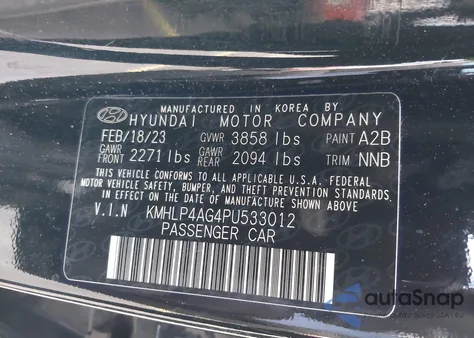 MANUFACTURED IN KOREA BY
HYUNDAI MOTOR COMPANY
FEB/18/23 GVWR 3858 lbs PAINT A2B
GAWR FRONT 2271 lbs GAWR REAR 2094 lbs TRIM NNB
THIS VEHICLE CONFORMS TO ALL APPLICABLE U.S.A. FEDERAL
MOTOR VEHICLE SAFETY, BUMPER, AND THEFT PREVENTION STANDARDS
IN EFFECT ON THE DATE OF MANUFACTURE SHOWN ABOVE.
V.I.N KMHLP4AG4PU533012
PASSENGER CAR
autoSnap